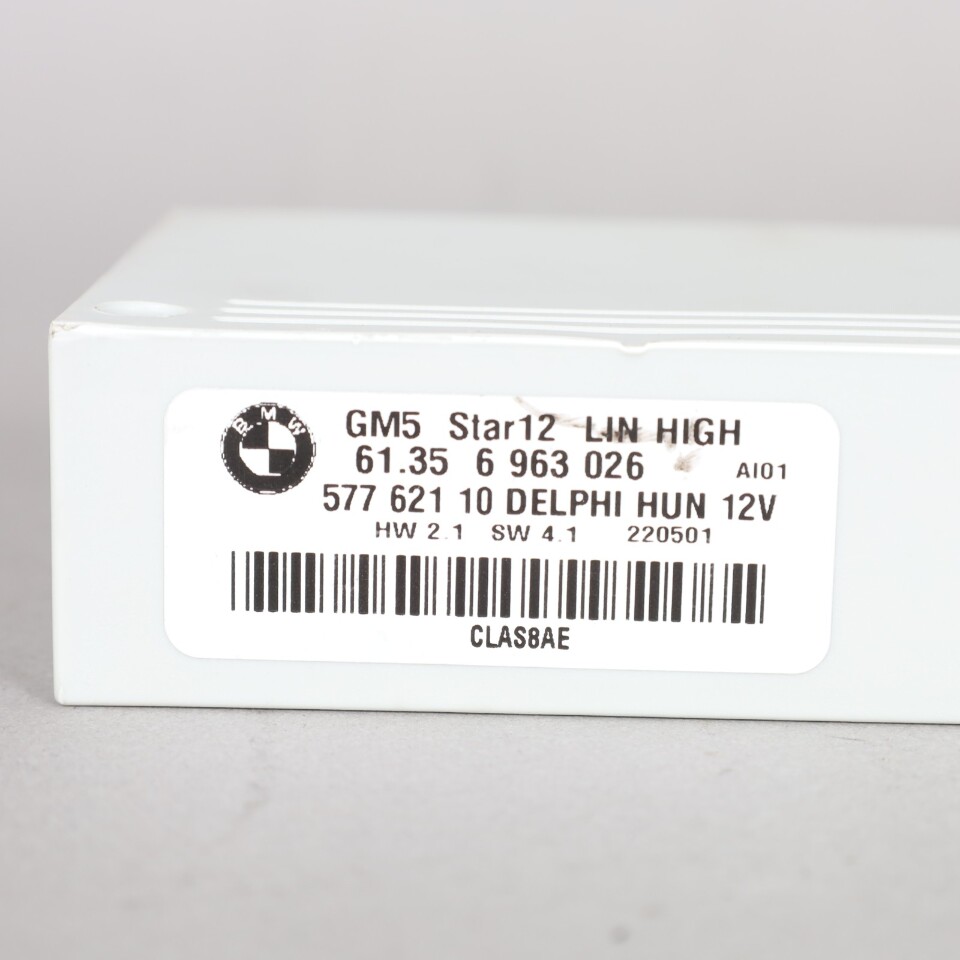 BMW
GM5 Star12 LIN HIGH
61.35 6 963 026 AI01
577 621 10 DELPHI HUN 12V
HW 2.1 SW 4.1 220501
CLAS8AE